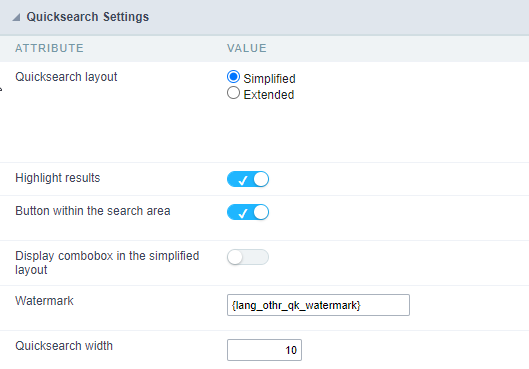 Quicksearch Settings
ATTRIBUTE VALUE
Quicksearch layout Simplified
Extended
Highlight results
Button within the search area
Display combobox in the simplified
layout
Watermark {lang_othr_qk_watermark}
Quicksearch width 10